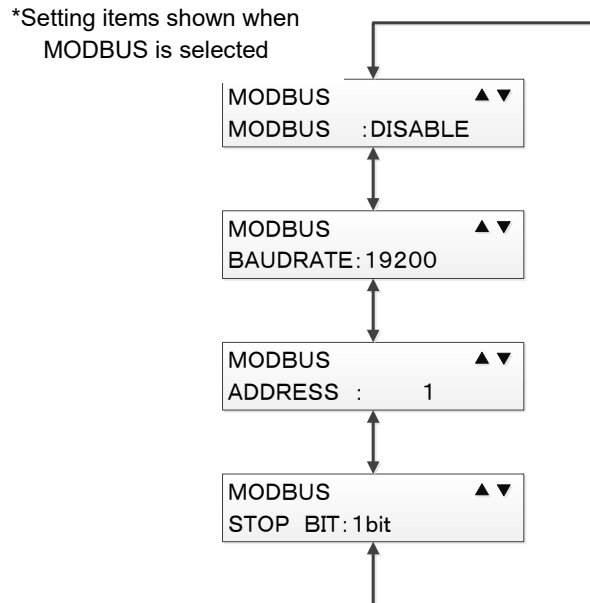 *Setting items shown when
MODBUS is selected
MODBUS ▲ ▼
MODBUS :DISABLE
MODBUS ▲ ▼
BAUDRATE:19200
MODBUS ▲ ▼
ADDRESS : 1
MODBUS ▲ ▼
STOP BIT:1bit